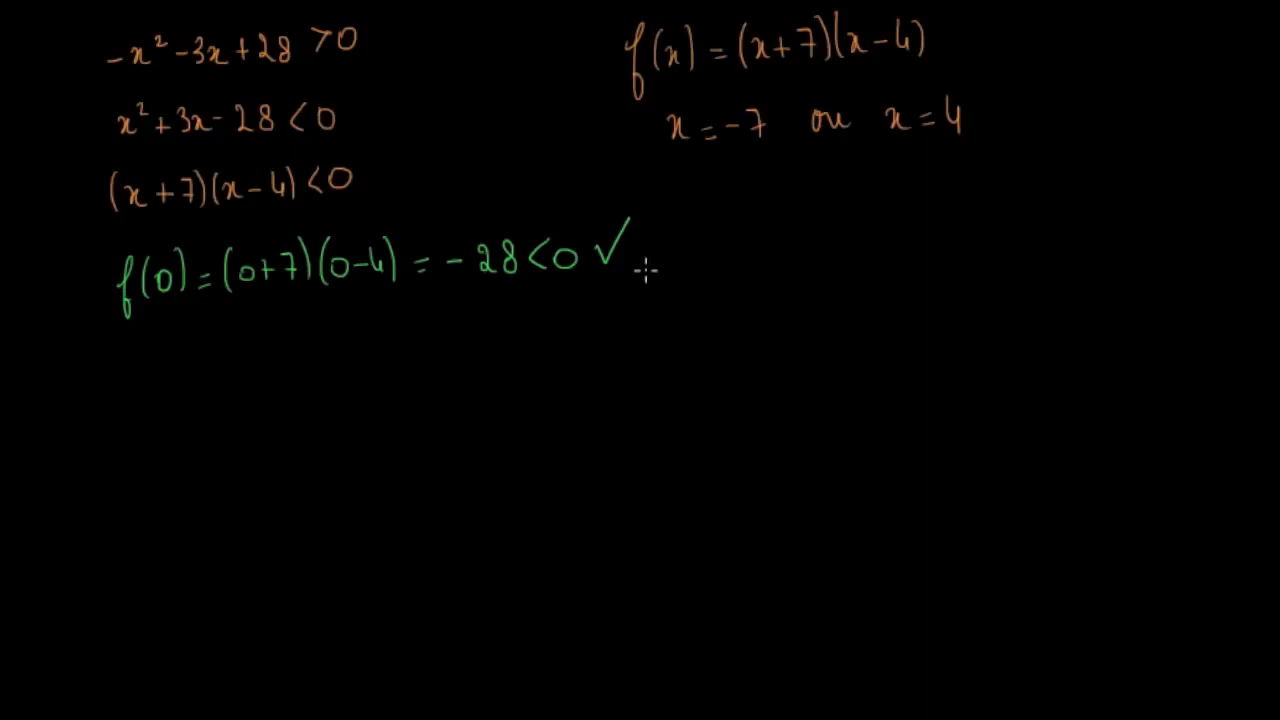 -x² -3x + 28 > 0
x² + 3x - 28 < 0
(x + 7)(x - 4) < 0
f(0) = (0+7)(0-4) = -28 < 0 ✓
f(x) = (x+7)(x-4)
x = -7 ou x = 4